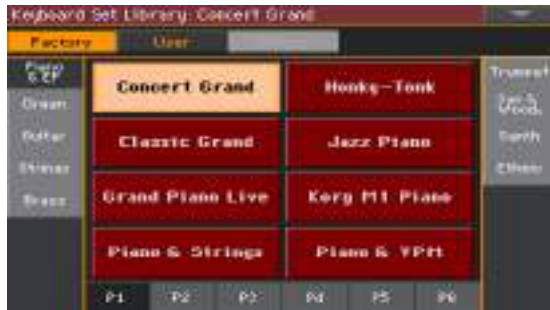 Keyboard Set Library: Concert Grand
Factory User
Piano & EP
Organ
Guitar
Strings
Brass
Concert Grand Honky-Tonk
Classic Grand Jazz Piano
Grand Piano Live Korg M1 Piano
Piano & Strings Piano & VPM
Trumpet
Synth
Ethnic
P1 P2 P3 P4 P5 P6